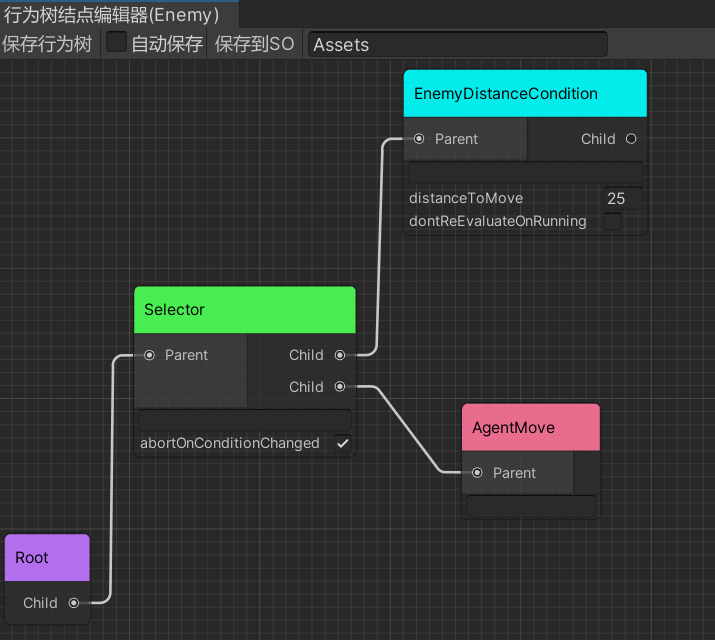 行为树结点编辑器(Enemy)
保存行为树 自动保存 保存到SO Assets
EnemyDistanceCondition
Parent Child
distanceToMove 25
dontReEvaluateOnRunning
Selector
Parent Child
Child
abortOnConditionChanged
AgentMove
Parent
Root
Child